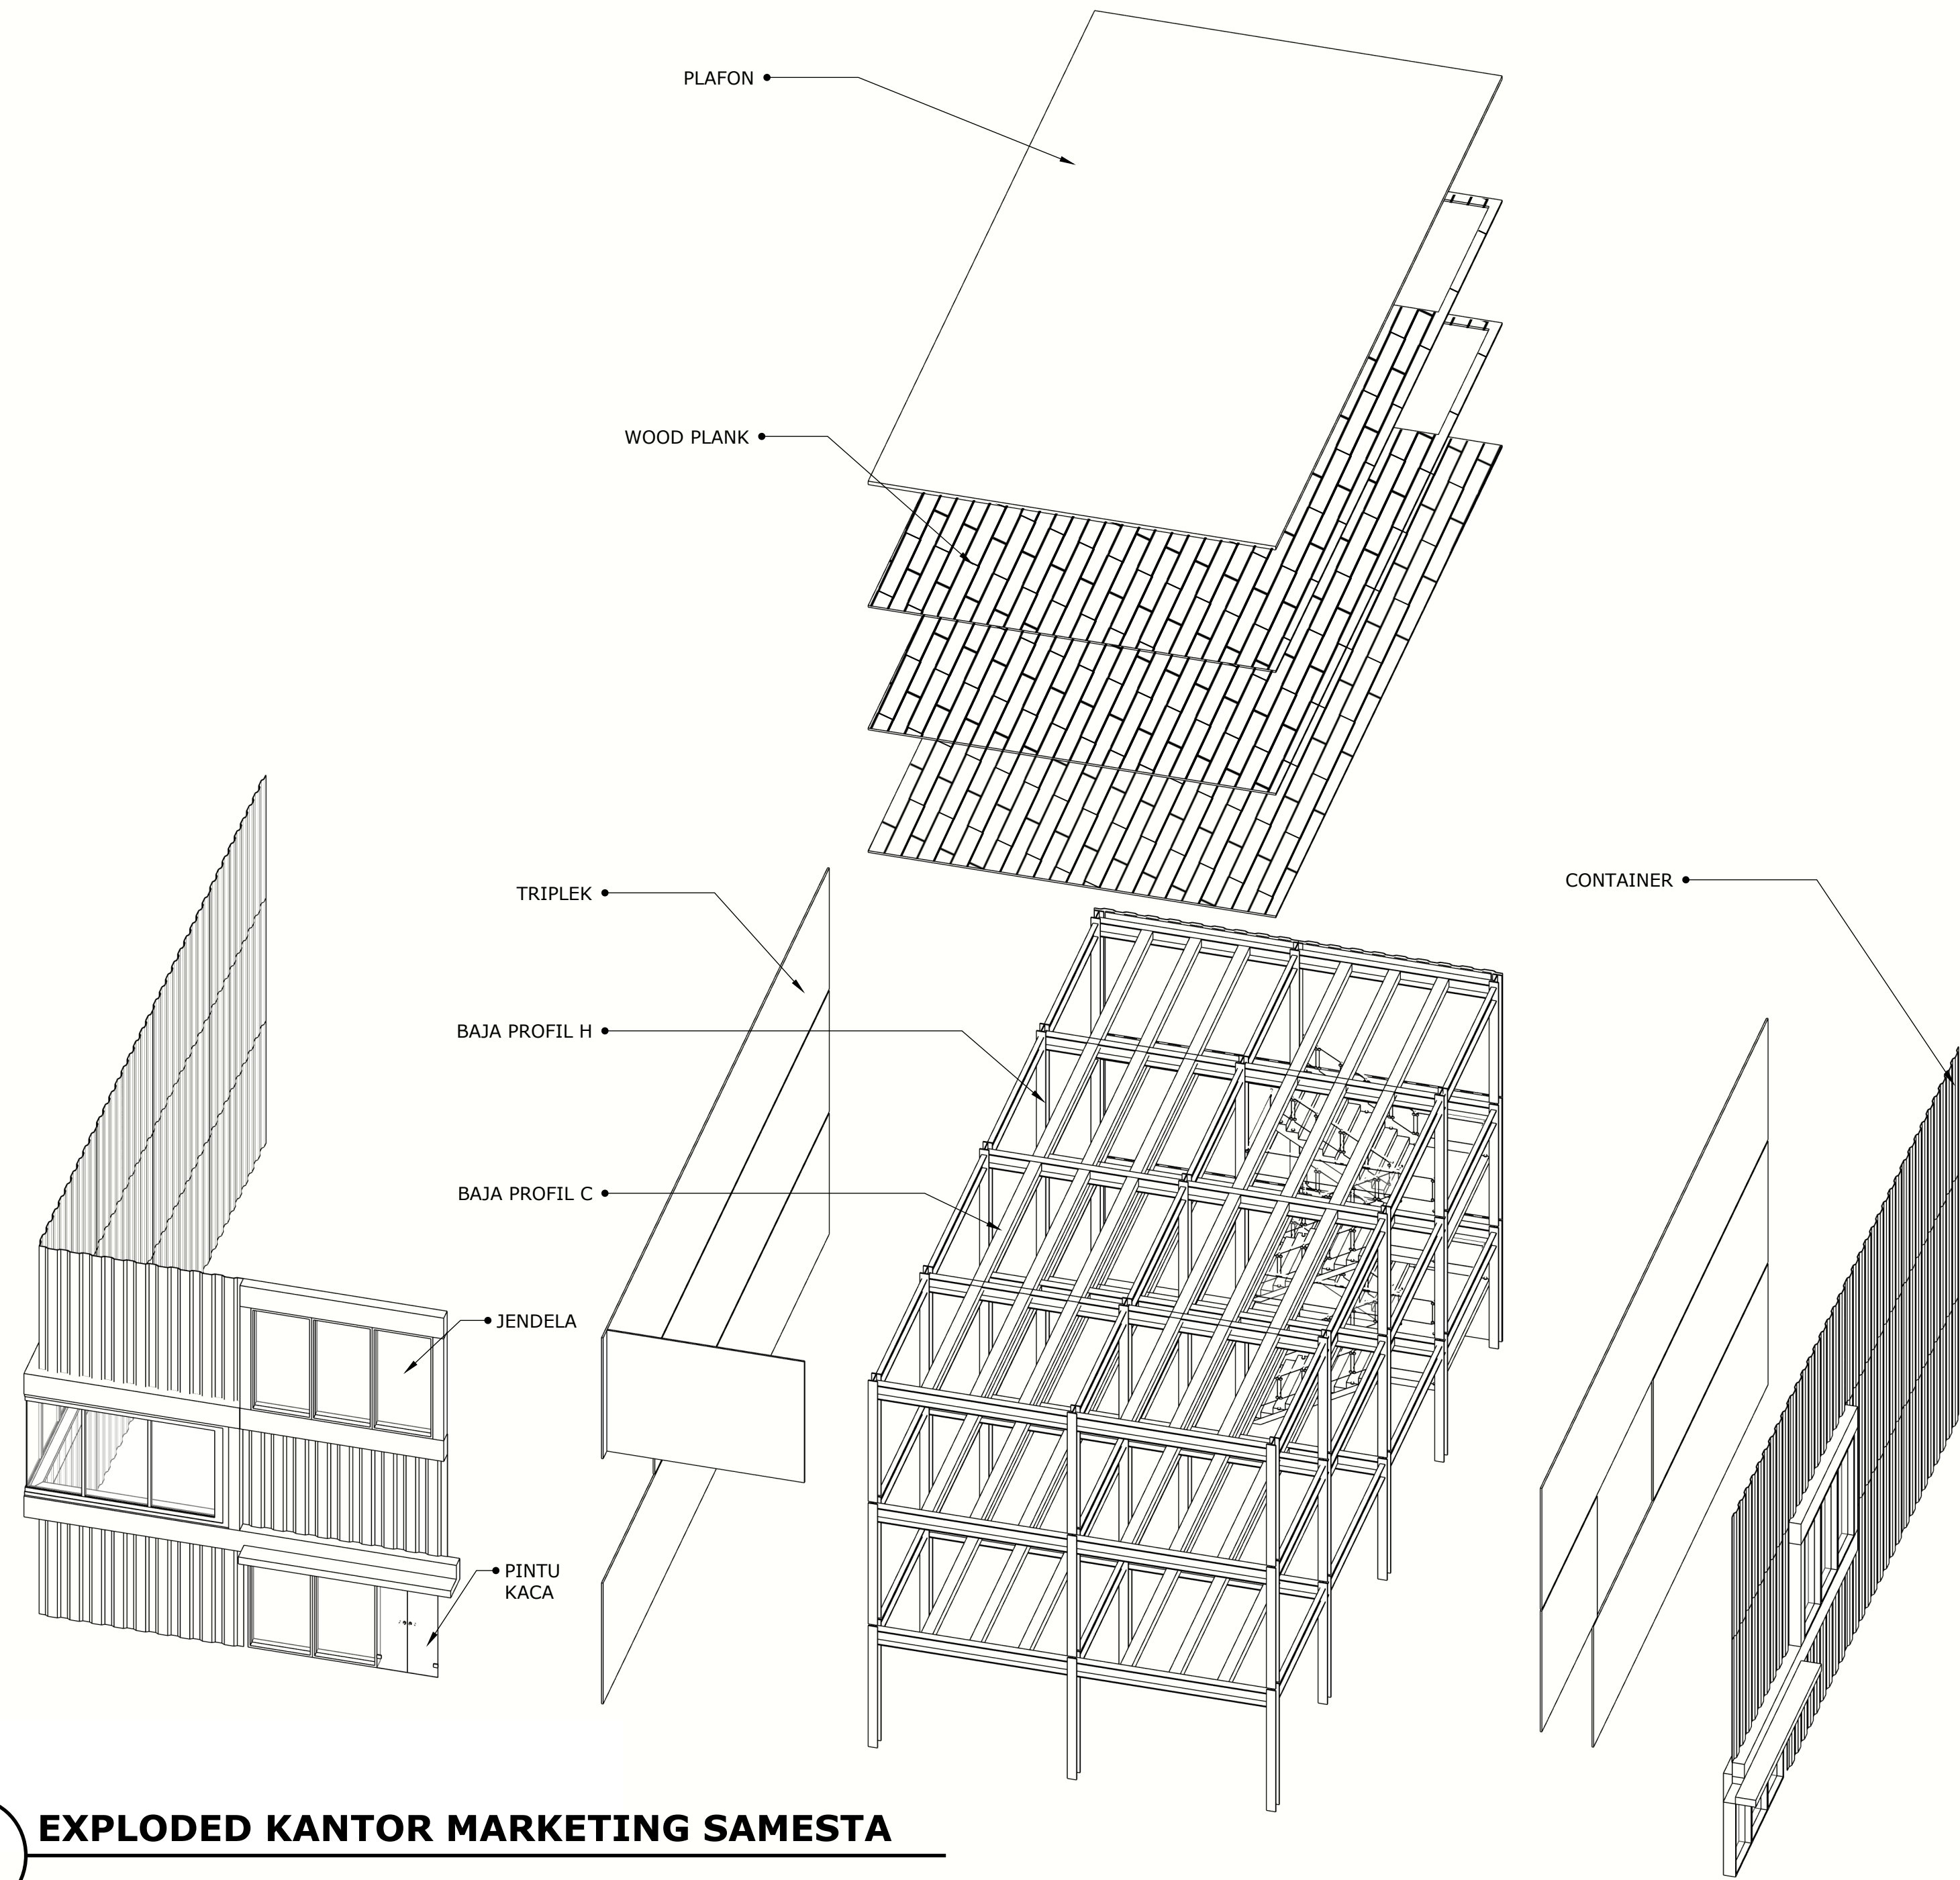 PLAFON
WOOD PLANK
TRIPLEK
CONTAINER
BAJA PROFIL H
BAJA PROFIL C
JENDELA
PINTU
KACA
EXPLODED KANTOR MARKETING SAMESTA